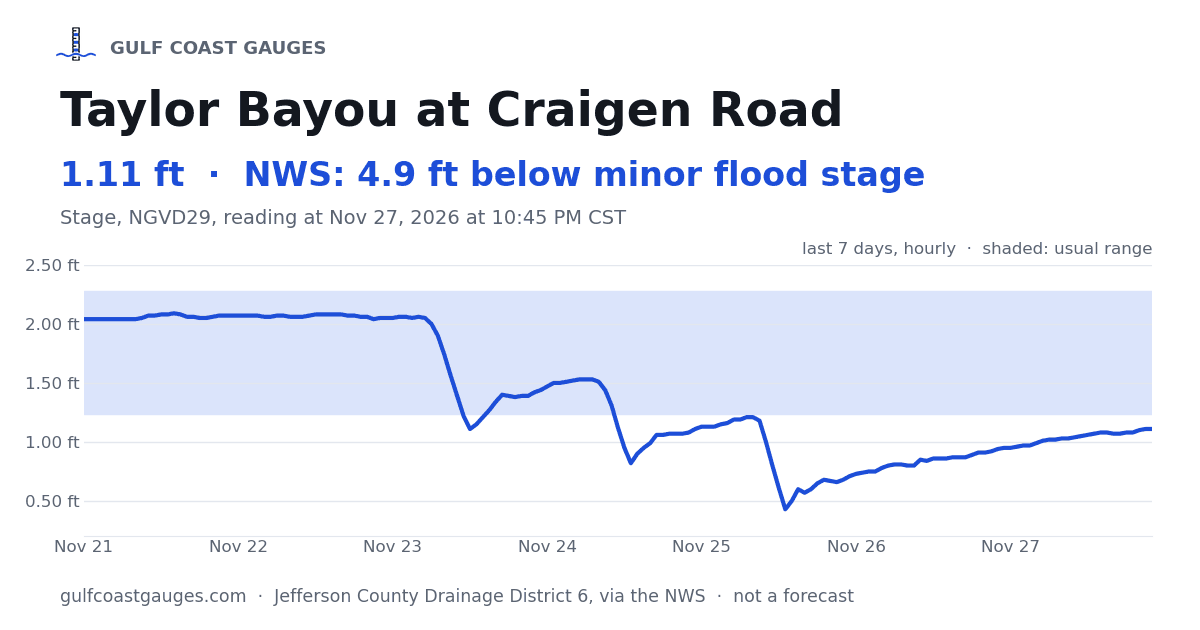 GULF COAST GAUGES
Taylor Bayou at Craigen Road
1.11 ft · NWS: 4.9 ft below minor flood stage
Stage, NGVD29, reading at Nov 27, 2026 at 10:45 PM CST
last 7 days, hourly · shaded: usual range
2.50 ft
2.00 ft
1.50 ft
1.00 ft
0.50 ft
Nov 21 Nov 22 Nov 23 Nov 24 Nov 25 Nov 26 Nov 27
gulfcoastgauges.com · Jefferson County Drainage District 6, via the NWS · not a forecast